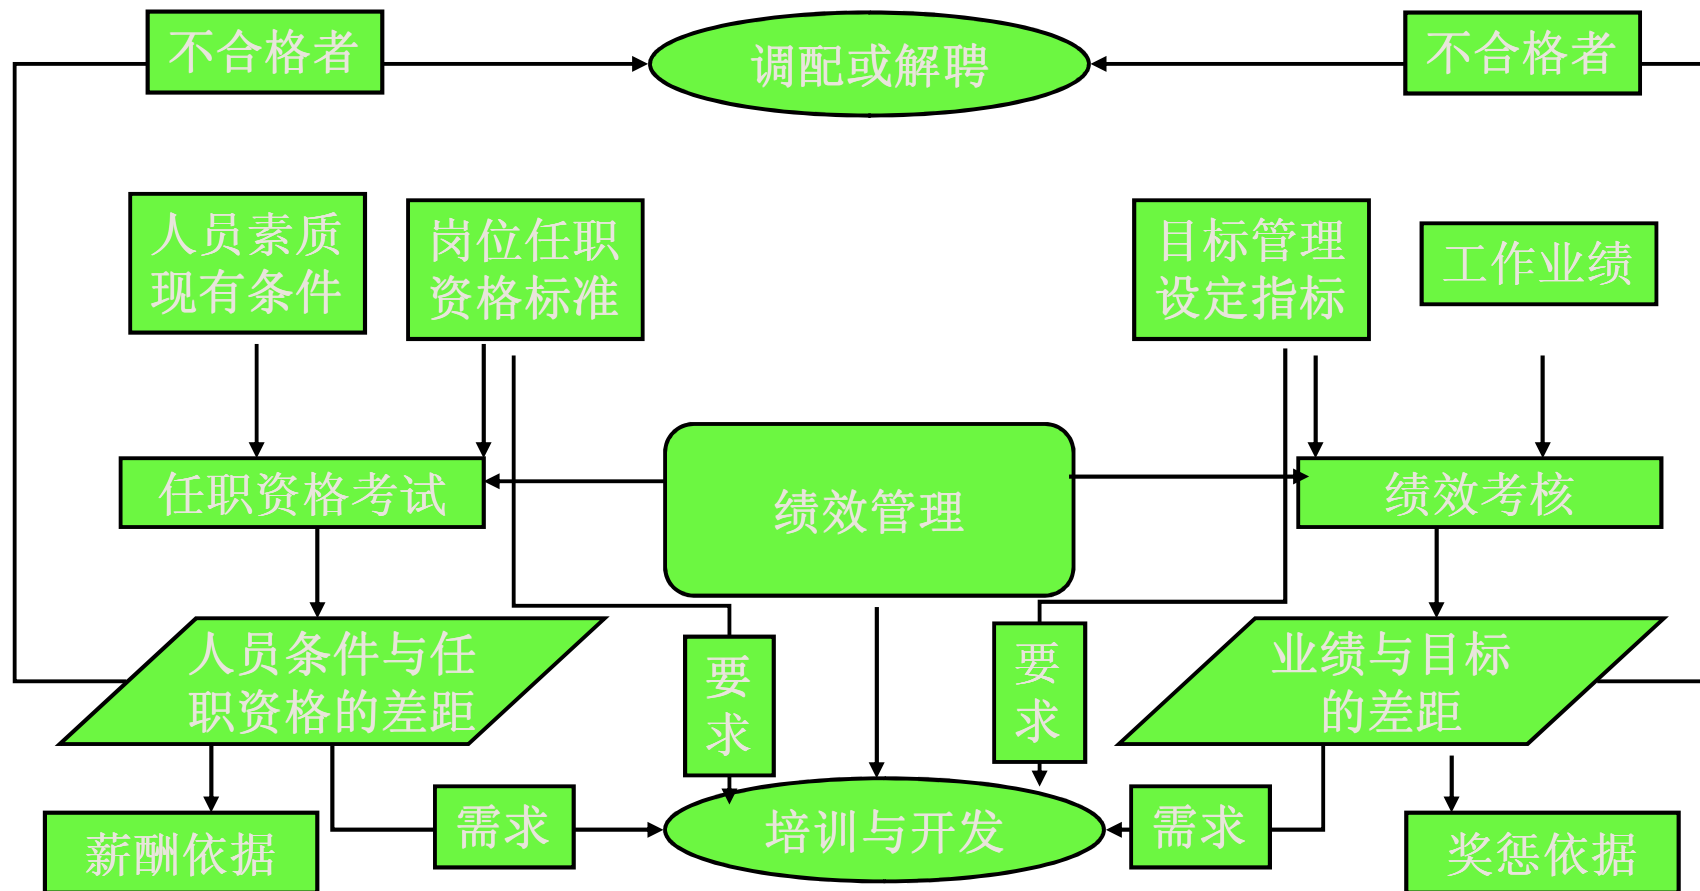 不合格者
调配或解聘
不合格者
人员素质
现有条件
岗位任职
资格标准
目标管理
设定指标
工作业绩
任职资格考试
绩效管理
绩效考核
人员条件与任
职资格的差距
要
求
要
求
业绩与目标
的差距
薪酬依据
需求
培训与开发
需求
奖惩依据